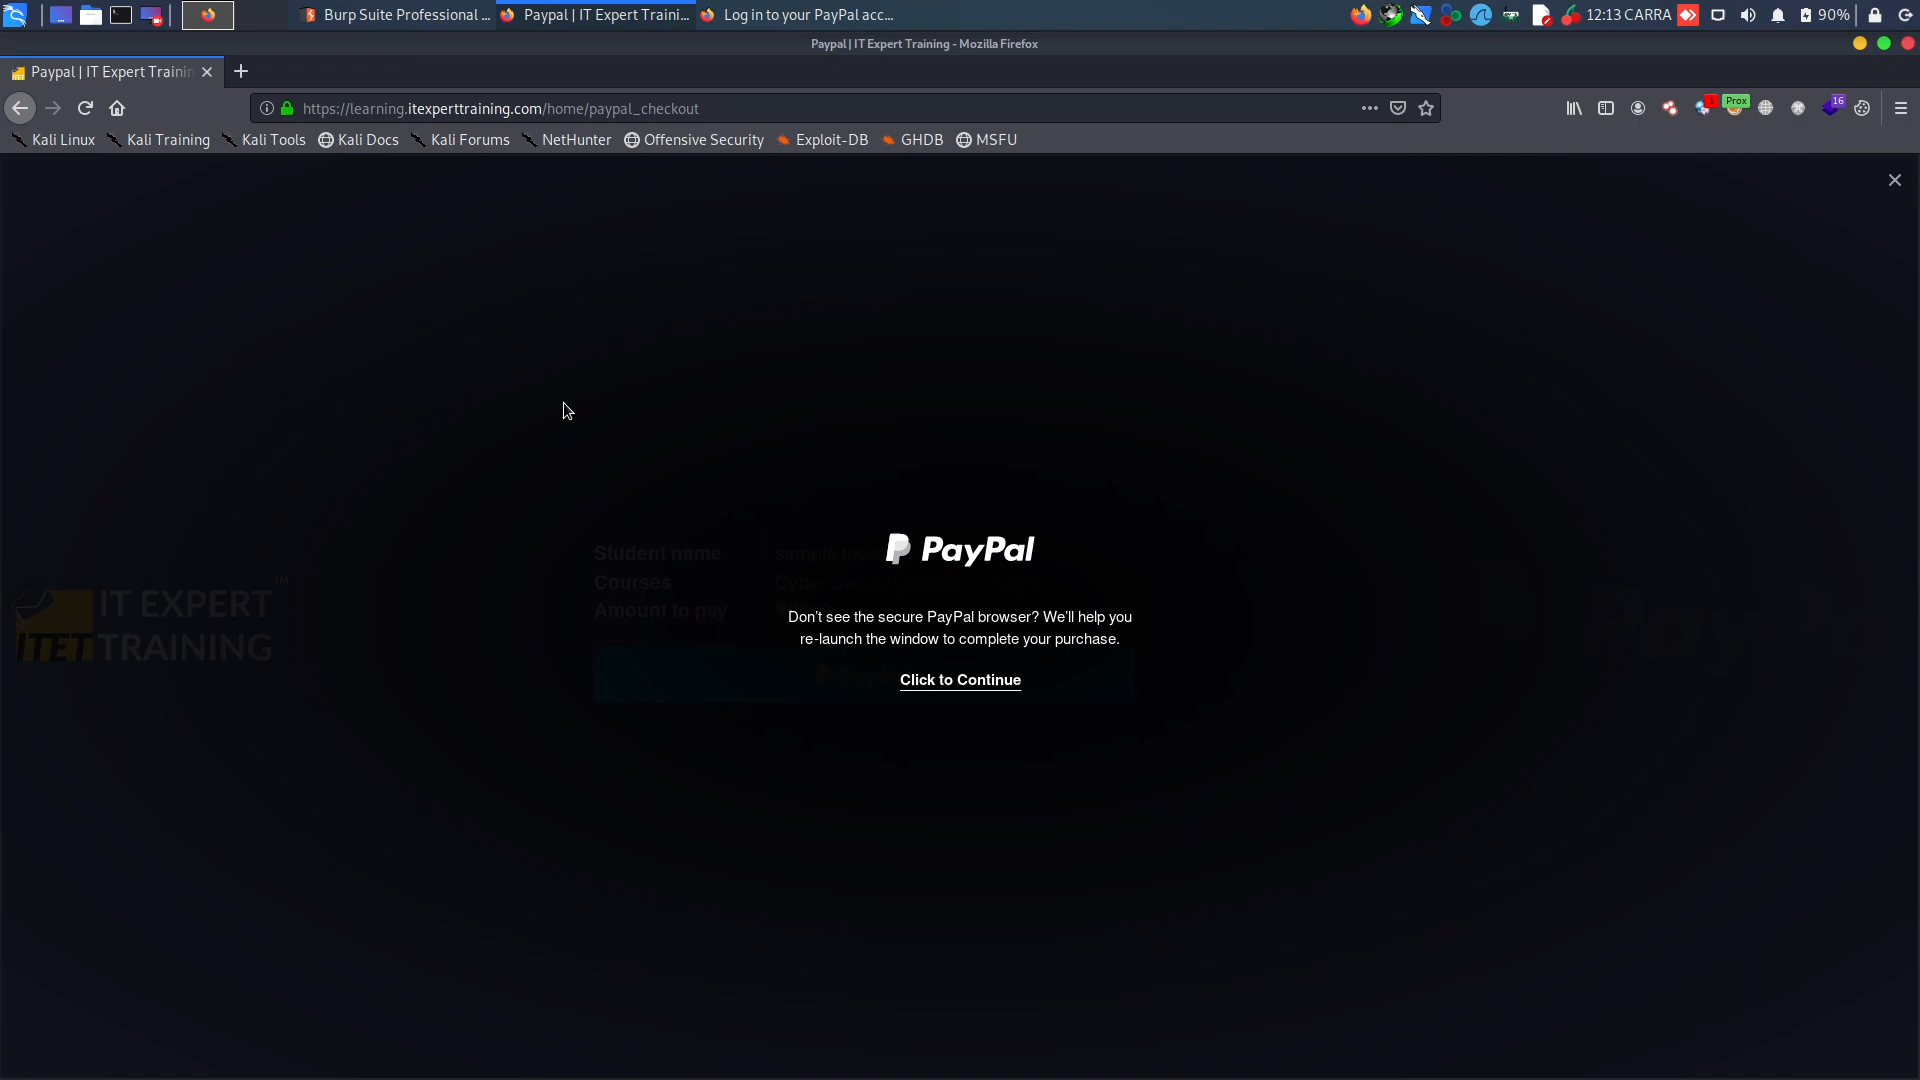 Burp Suite Professional ...
Paypal | IT Expert Traini...
Log in to your PayPal acc...
12:13 CARRA
90%
Paypal | IT Expert Training - Mozilla Firefox
Paypal | IT Expert Trainin
https://learning.itexperttraining.com/home/paypal_checkout
1
Prox
16
Kali Linux
Kali Training
Kali Tools
Kali Docs
Kali Forums
NetHunter
Offensive Security
Exploit-DB
GHDB
MSFU
PayPal
Student name
Courses
Amount to pay
IT EXPERT
TM
ITET TRAINING
Don't see the secure PayPal browser? We'll help you
re-launch the window to complete your purchase.
Click to Continue